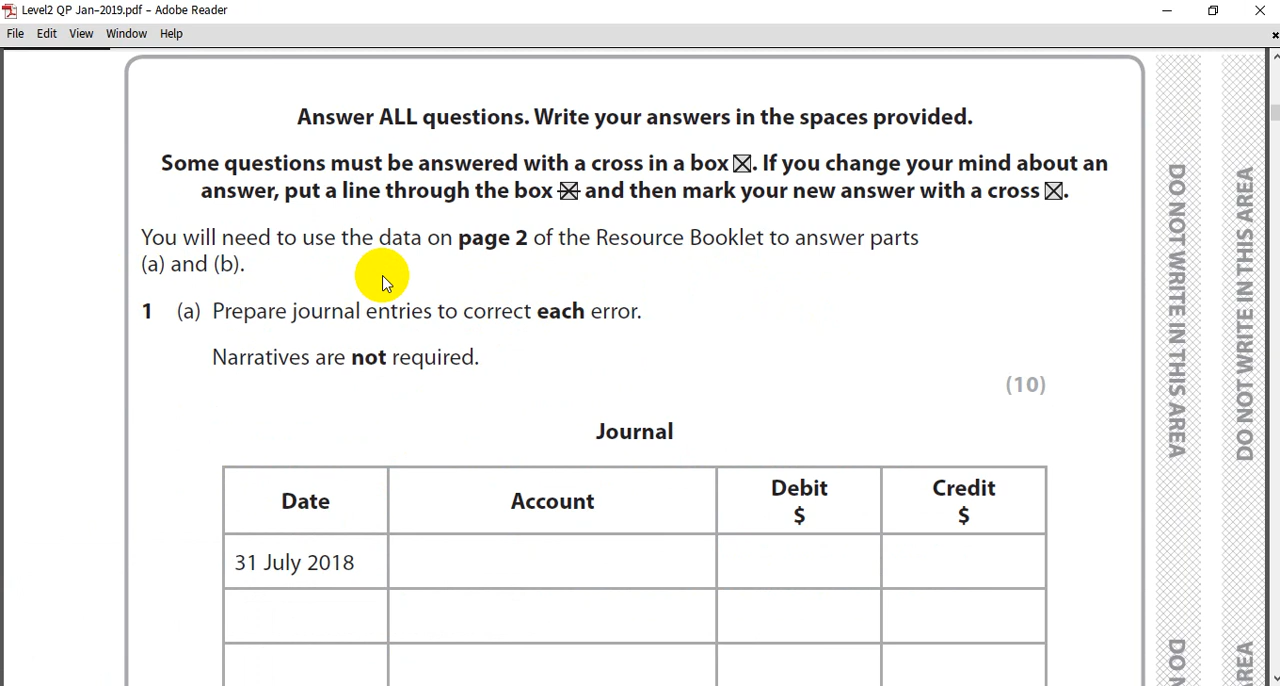 Level2 QP Jan-2019.pdf - Adobe Reader
File Edit View Window Help
Answer ALL questions. Write your answers in the spaces provided.
Some questions must be answered with a cross in a box ☒. If you change your mind about an
answer, put a line through the box and then mark your new answer with a cross ☒.
You will need to use the data on page 2 of the Resource Booklet to answer parts
(a) and (b).
1 (a) Prepare journal entries to correct each error.
Narratives are not required.
(10)
Journal
Date Account Debit $ Credit $
31 July 2018
DO NOT WRITE IN THIS AREA
DO NOT WRITE IN THIS AREA
DO N
REA